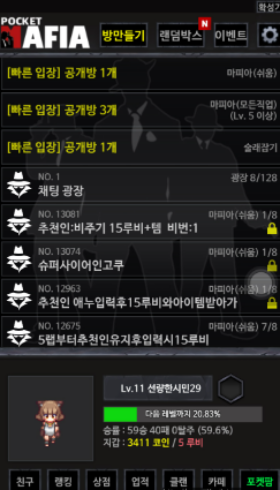 확성기
POCKET
MAFIA
방만들기
랜덤박스
N
이벤트
[빠른 입장] 공개방 1개
마피아(쉬움)
[빠른 입장] 공개방 3개
마피아(모든직업)
(Lv. 5 이상)
[빠른 입장] 공개방 1개
술래잡기
NO. 1
채팅 광장
광장 8/128
NO. 13081
추천인:비주기 15루비+템 비번:1
마피아(쉬움) 1/8
NO. 13074
슈퍼사이어인고쿠
마피아(쉬움) 1/8
NO. 12963
추천인 애누입력후15루비와아이템받아가
마피아(쉬움) 1/8
NO. 12675
5랩부터추천인유지후입력시15루비
마피아(쉬움) 7/8
Lv.11 선량한시민29
다음 레벨까지 20.83%
승률 : 59승 40패 0탈주 (59.6%)
지갑 : 3411 코인 / 5 루비
친구
랭킹
상점
업적
클랜
카페
포켓팜